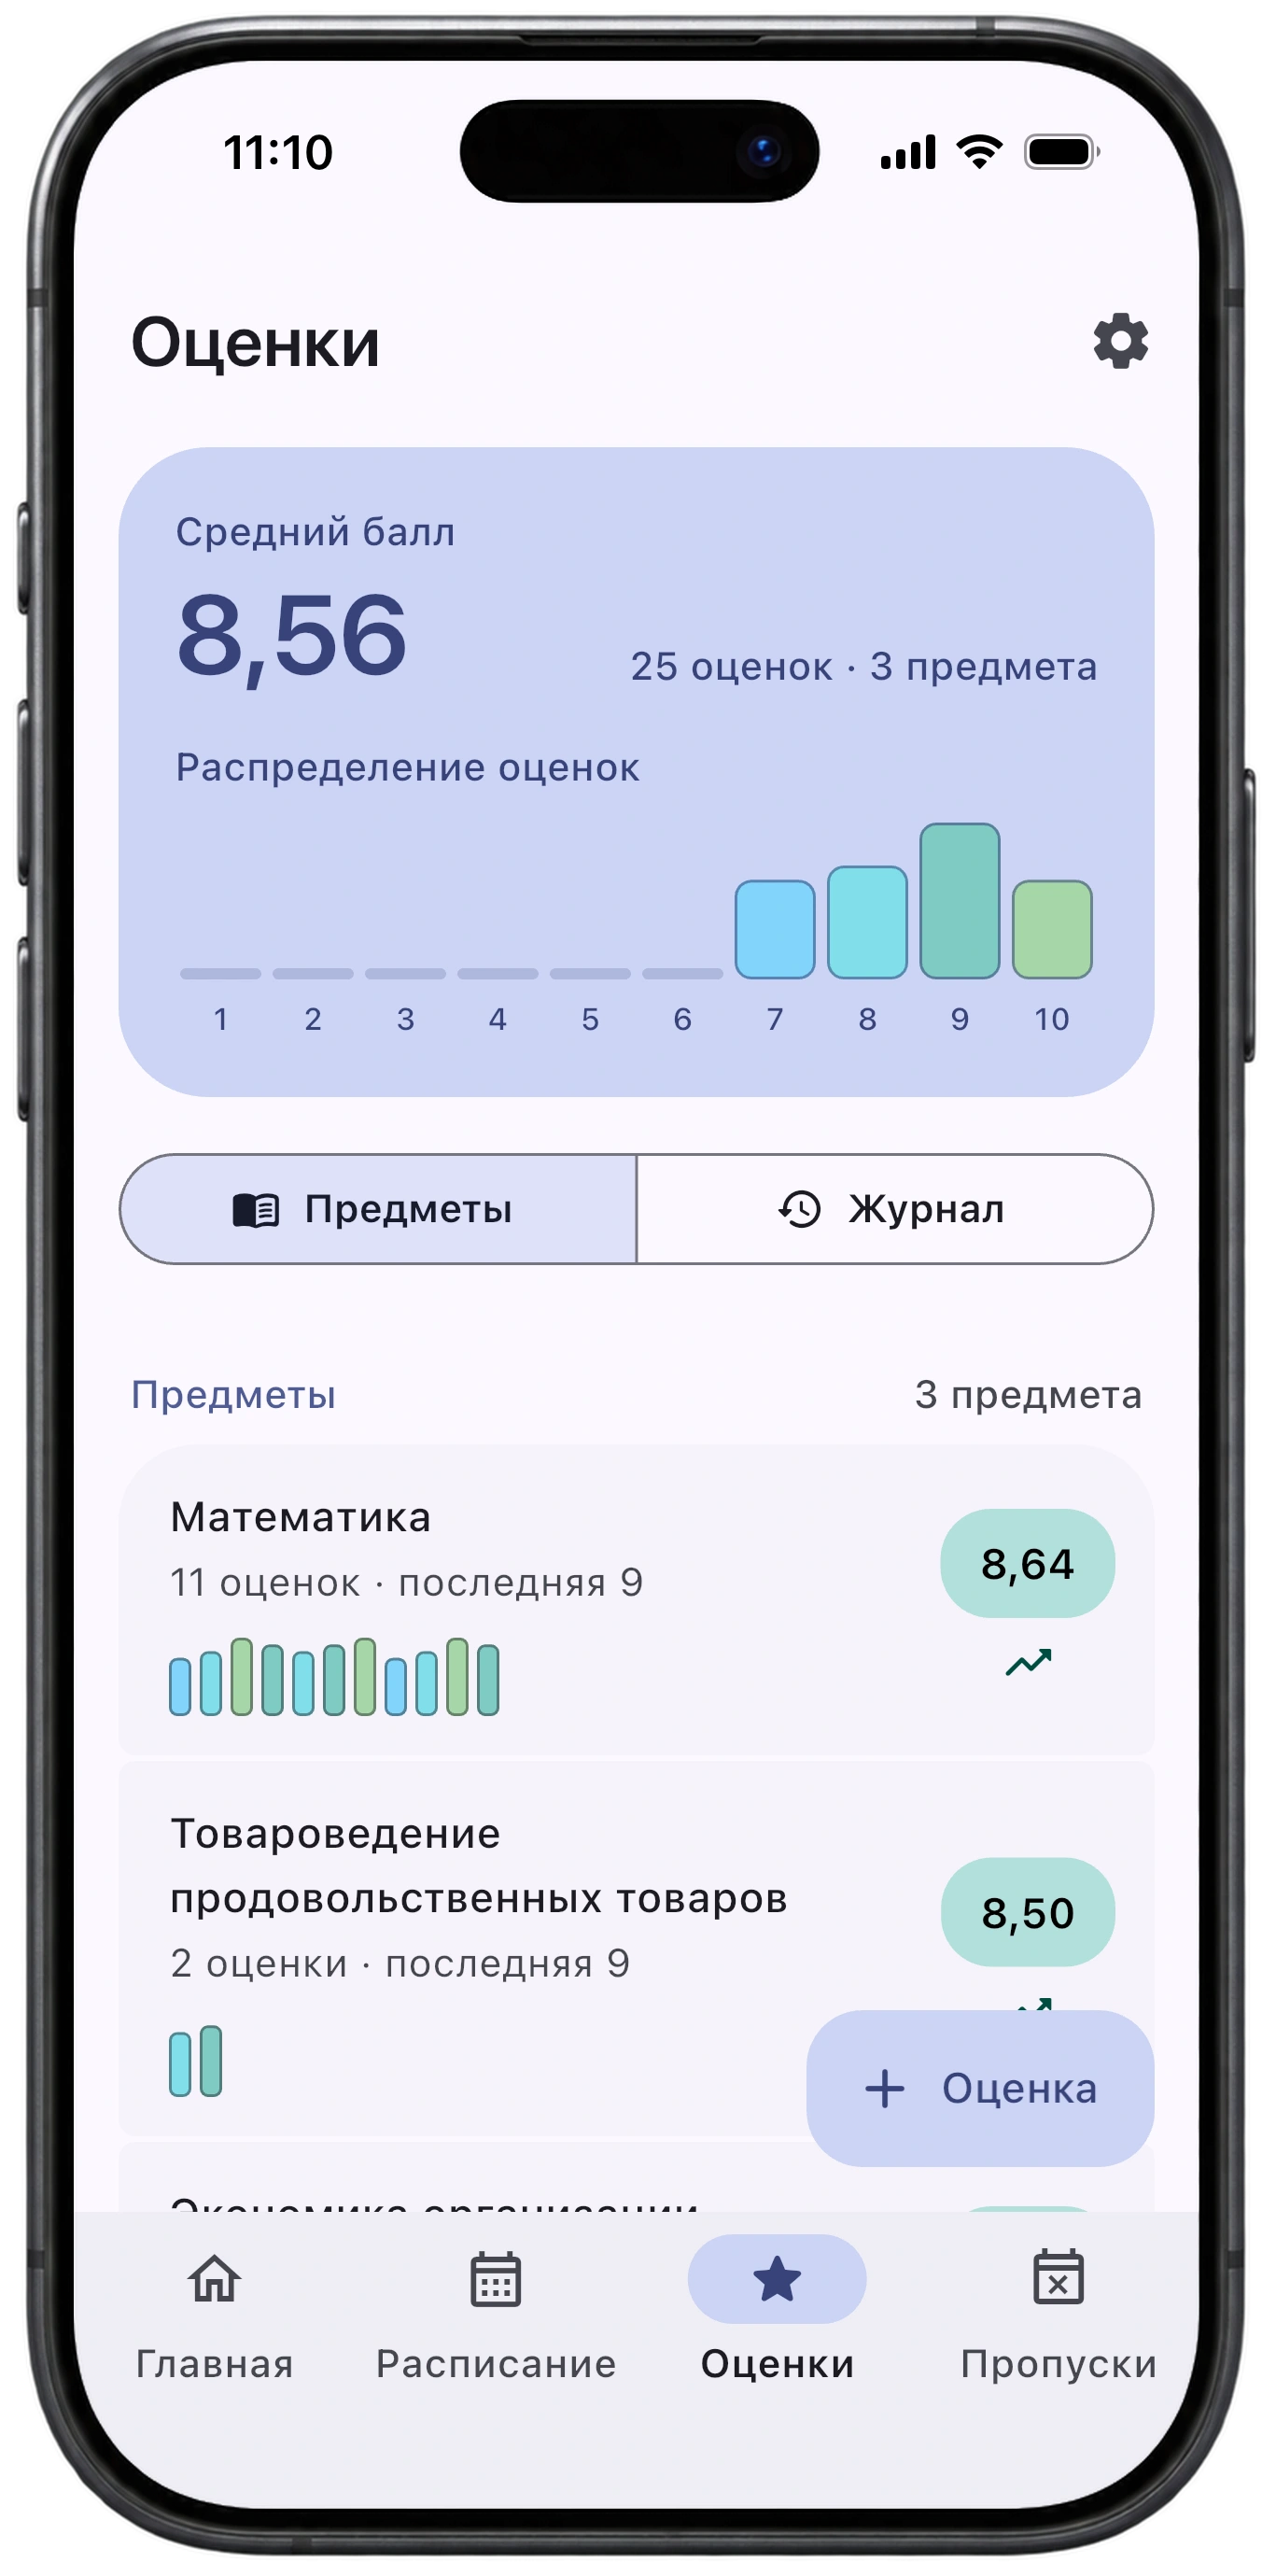 11:10
Оценки
Средний балл
8,56
25 оценок · 3 предмета
Распределение оценок
1 2 3 4 5 6 7 8 9 10
Предметы
Журнал
Предметы
3 предмета
Математика
11 оценок · последняя 9
8,64
Товароведение
продовольственных товаров
2 оценки · последняя 9
8,50
+ Оценка
Экономика организации
Главная
Расписание
Оценки
Пропуски